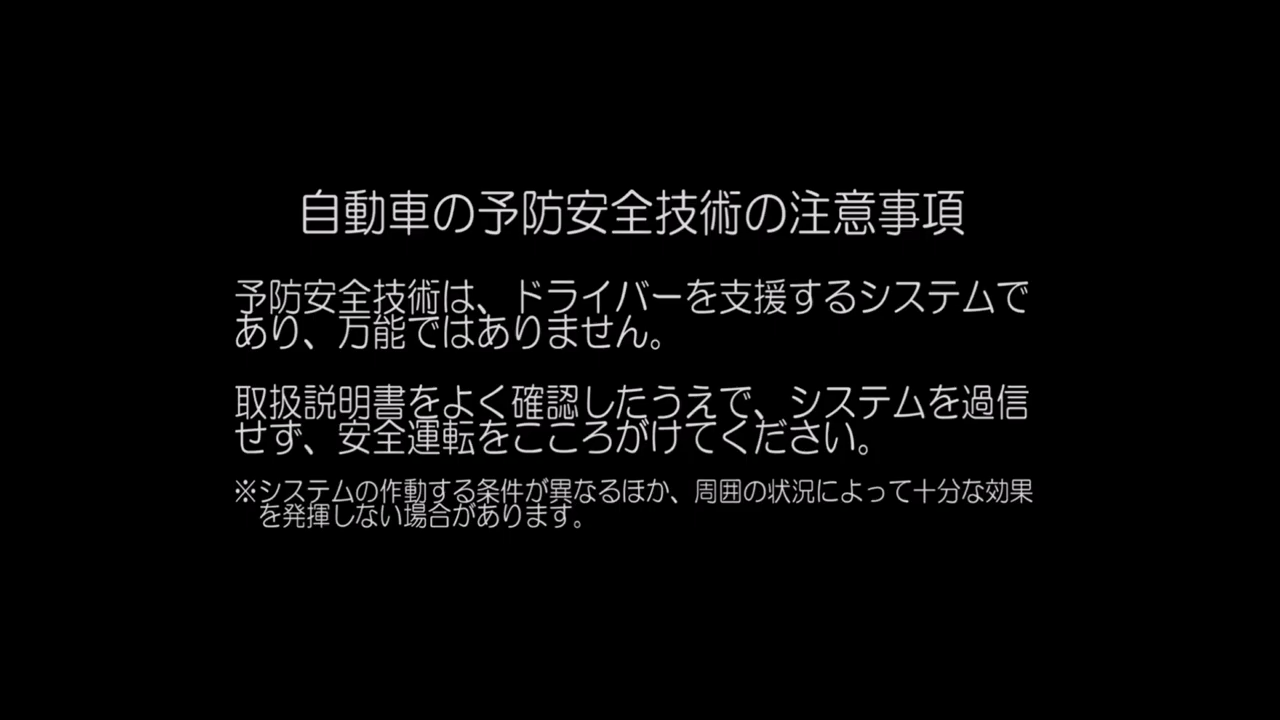 自動車の予防安全技術の注意事項
予防安全技術は、ドライバーを支援するシステムで
あり、万能ではありません。
取扱説明書をよく確認したうえで、システムを過信
せず、安全運転をこころがけてください。
※システムの作動する条件が異なるほか、周囲の状況によって十分な効果
を発揮しない場合があります。